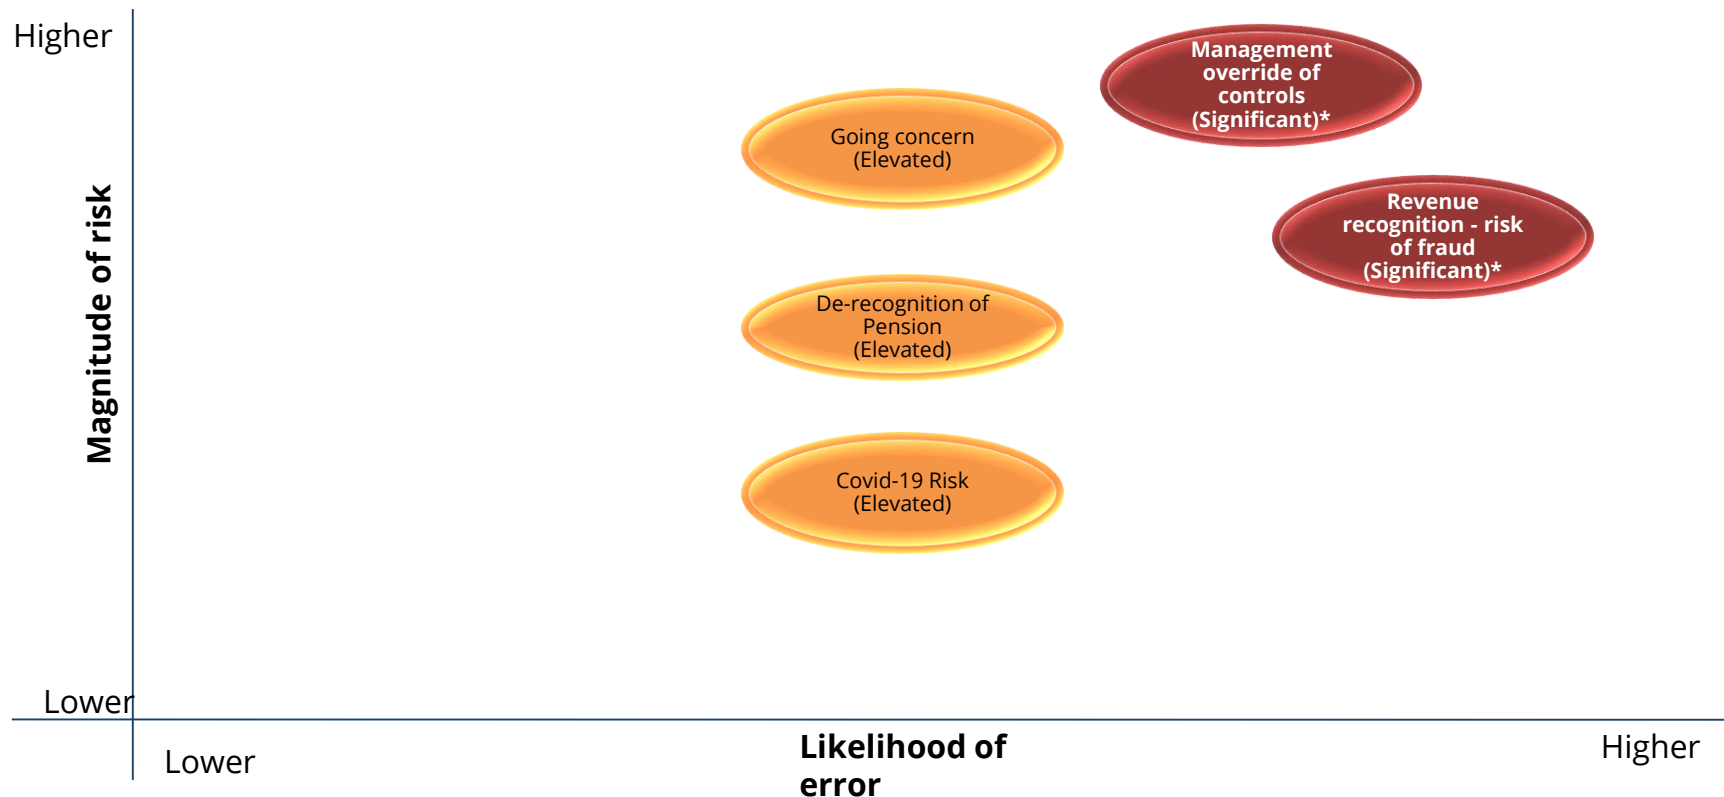 Higher
Management
override of
controls
(Significant)*
Going concern
(Elevated)
Revenue
recognition - risk
of fraud
(Significant)*
Magnitude of risk
De-recognition of
Pension
(Elevated)
Covid-19 Risk
(Elevated)
Lower
Lower
Likelihood of
error
Higher